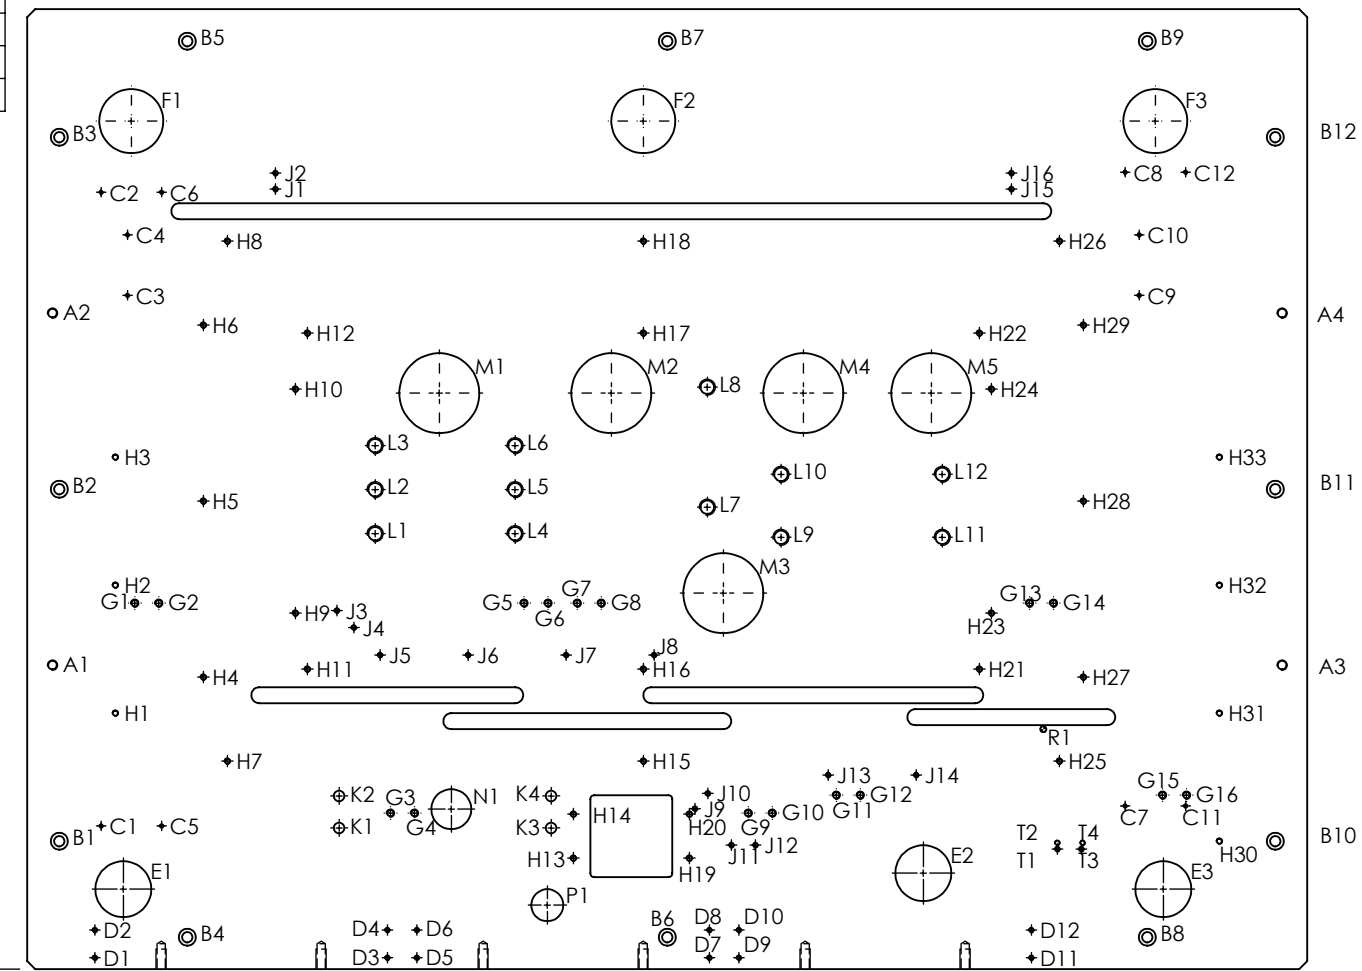 B5 B7 B9
F1 F2 F3
B3 B12
J2 J16 C8 C12
C2 C6 J1 J15
C4 H8 H18 H26 C10
C3 C9
A2 H6 H12 H17 H22 H29 A4
M1 M2 M4 M5
H10 L8 H24
L3 L6
H3 L10 L12 H33
B2 H5 L2 L5 L7 H28 B11
L1 L4 L9 L11
M3
H2 G7 G13 H32
G1 G2 G5 G6 G8 G14
H9 J3 H23
J4
J5 J6 J7 J8
A1 H4 H11 H16 H21 H27 A3
H1 H31
R1
H7 H15 H25
J13 J14
K2 G3 N1 K4 J10 G12 G15 G16
H14 J9 G10 G11
C1 C5 K1 G4 K3 H20 G9 C7 C11
B1 T2 T4 B10
H13 J11 J12 T1 T3 H30
E1 H19 E2 E3
P1
D2 D4 D6 B6 D8 D10 D12
B4 B8
D1 D3 D5 D7 D9 D11